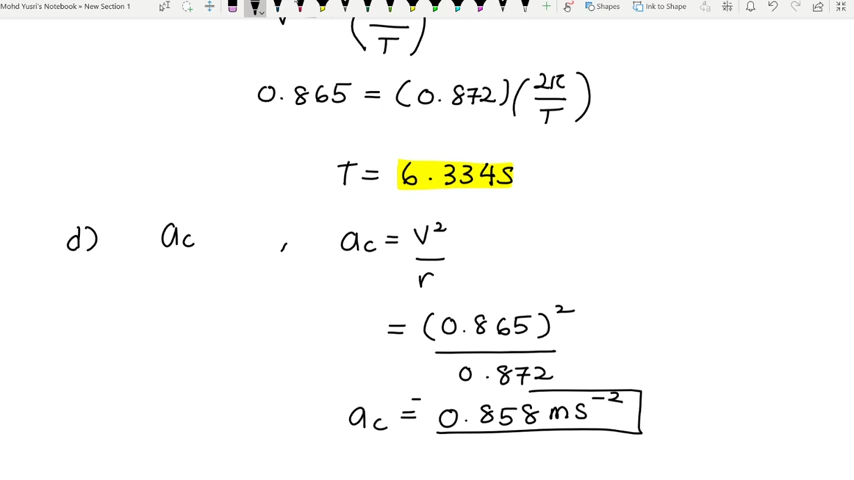 Mohd Yusri's Notebook » New Section 1
Shapes Ink to Shape
V
(—/T)
0.865 = (0.872)(2π/T)
T = 6.334s
d) ac , ac = V²/r
= (0.865)²/0.872
ac = 0.858 ms⁻²